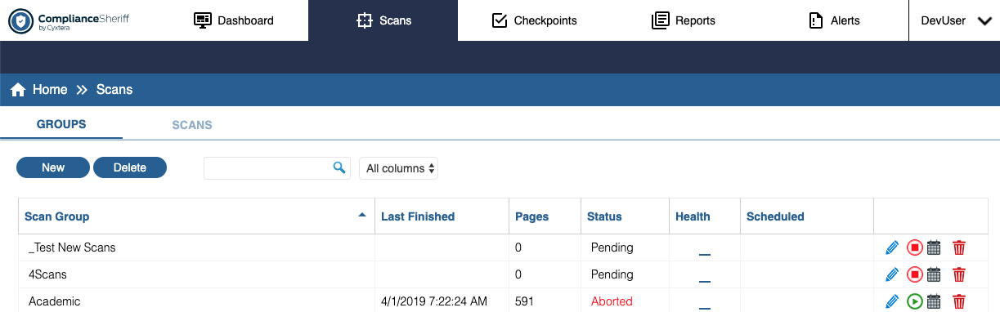 ComplianceSheriff
by Cyxtera
Dashboard
Scans
Checkpoints
Reports
Alerts
DevUser
Home » Scans
GROUPS
SCANS
New
Delete
All columns
Scan Group
Last Finished
Pages
Status
Health
Scheduled
_Test New Scans 0 Pending
4Scans 0 Pending
Academic 4/1/2019 7:22:24 AM 591 Aborted